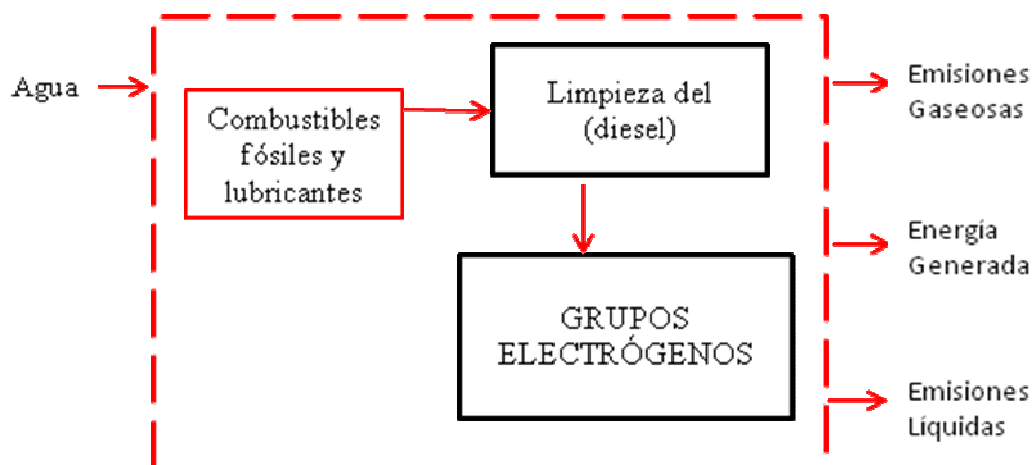 Agua
Combustibles
fósiles y
lubricantes
Limpieza del
(diesel)
GRUPOS
ELECTRÓGENOS
Emisiones
Gaseosas
Energía
Generada
Emisiones
Líquidas